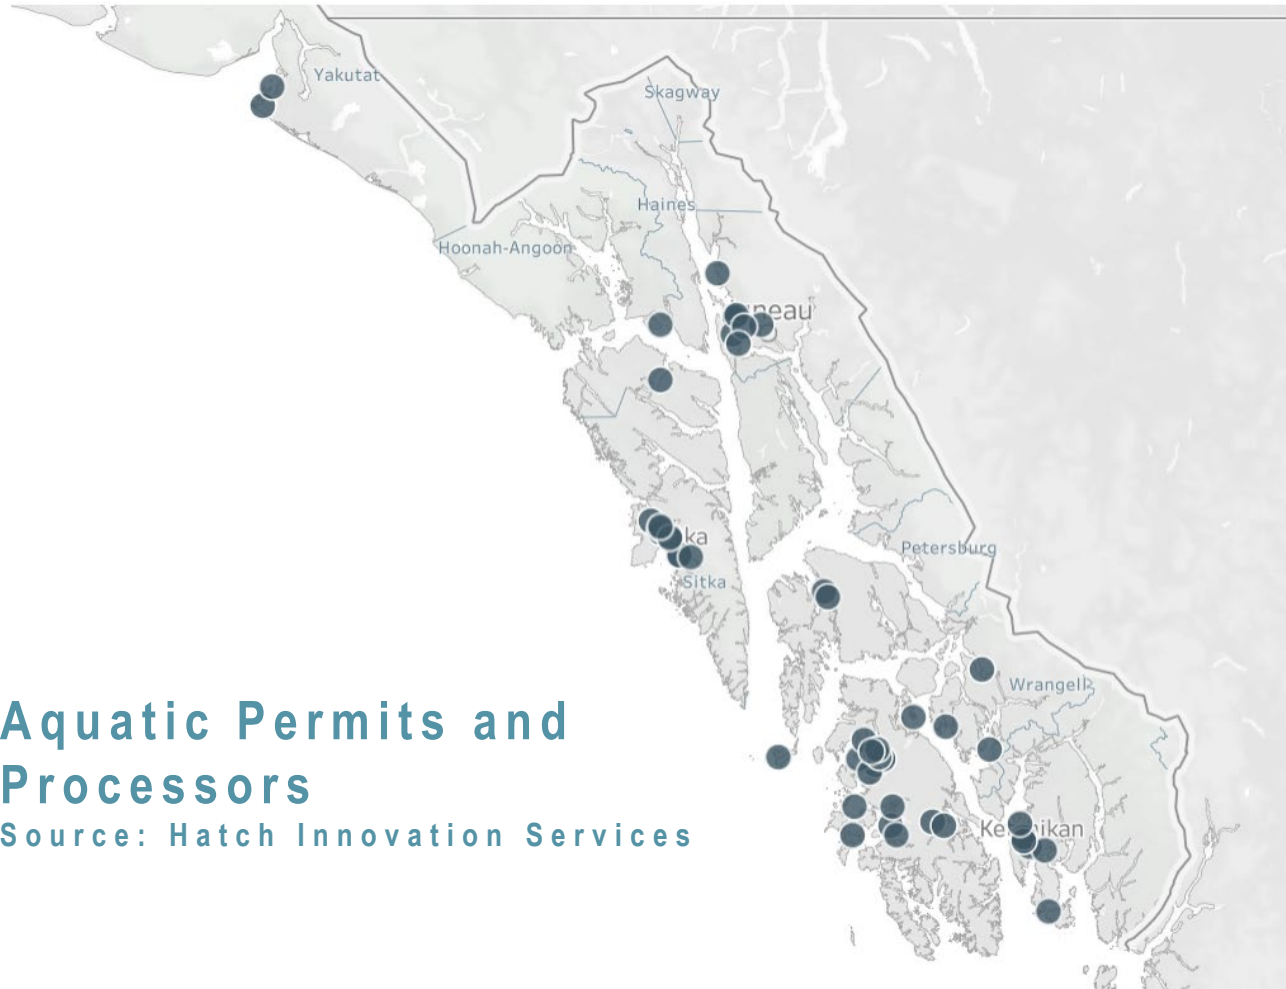 Yakutat
Skagway
Haines
Hoonah-Angoon
Sitka
Petersburg
Wrangell
Aquatic Permits and
Processors
Source: Hatch Innovation Services